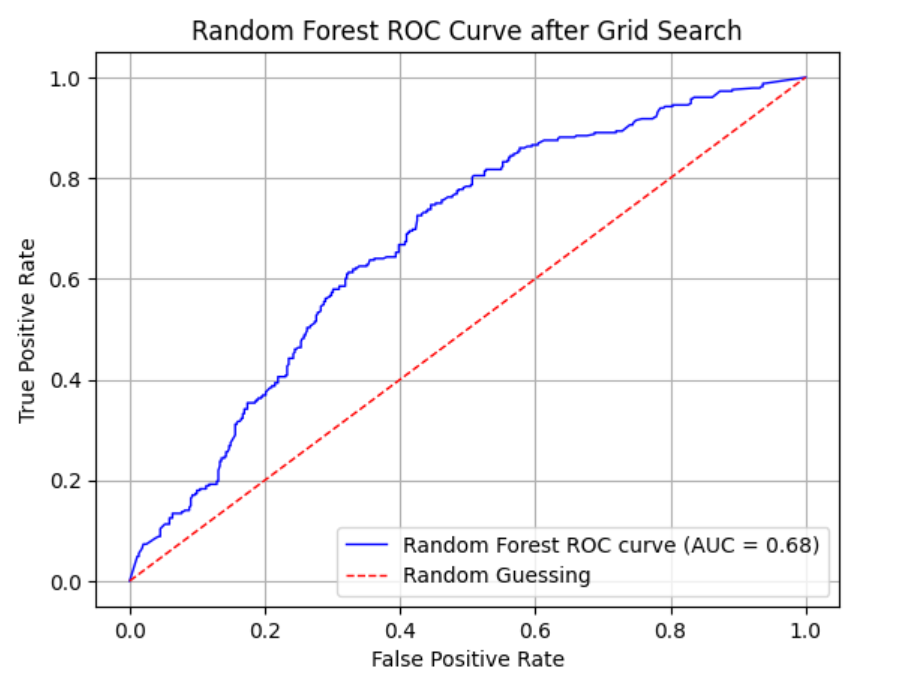 Random Forest ROC Curve after Grid Search
True Positive Rate
1.0
0.8
0.6
0.4
0.2
0.0
Random Forest ROC curve (AUC = 0.68)
Random Guessing
0.0 0.2 0.4 0.6 0.8 1.0
False Positive Rate